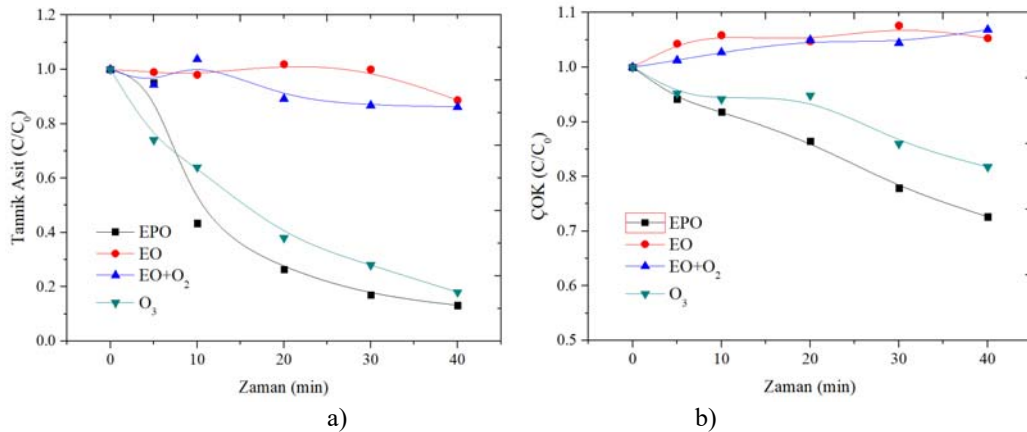 1.2
1.0
0.8
0.6
0.4
0.2
0.0
Tannik Asit (C/C₀)
EPO
EO
EO+O₂
O₃
0 10 20 30 40
Zaman (min)
a)
1.1
1.0
0.9
0.8
0.7
0.6
0.5
ÇOK (C/C₀)
EPO
EO
EO+O₂
O₃
0 10 20 30 40
Zaman (min)
b)